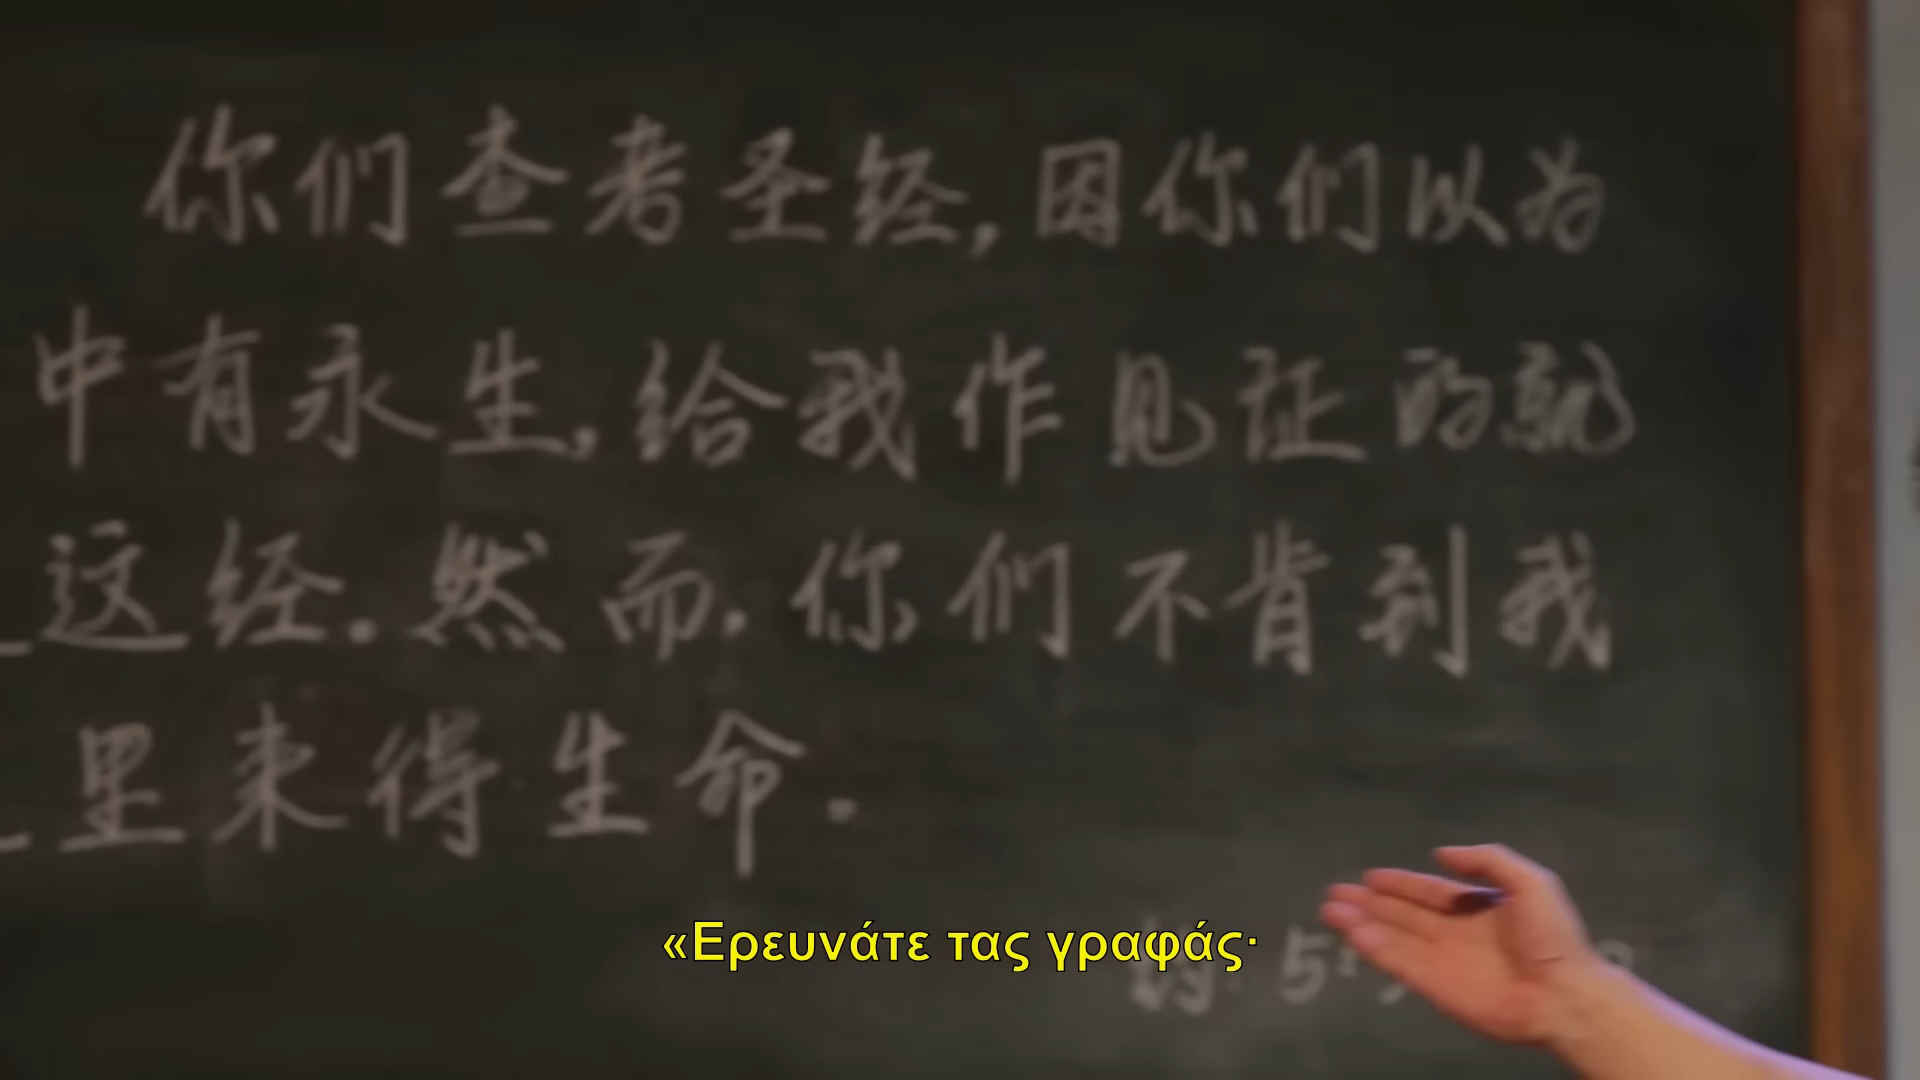 你们查考圣经,因你们以为
中有永生,给我作见证的就
这经.然而,你们不肯到我
里来得生命.
«Ερευνάτε τας γραφάς·
约: 5: